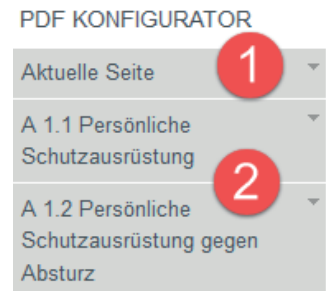 PDF KONFIGURATOR
Aktuelle Seite
1
A 1.1 Persönliche
Schutzausrüstung
2
A 1.2 Persönliche
Schutzausrüstung gegen
Absturz